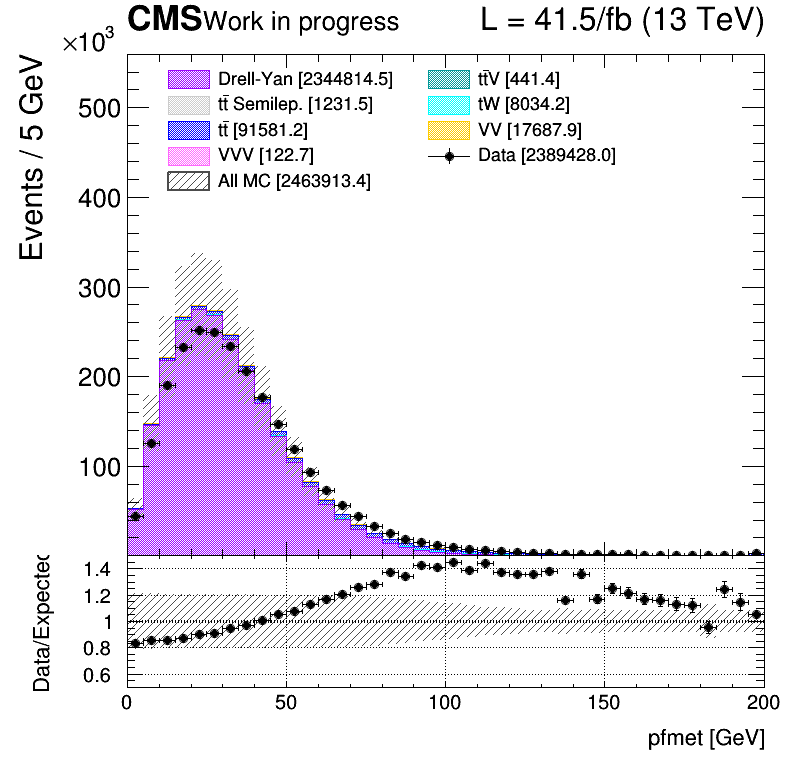 CMS Work in progress L = 41.5/fb (13 TeV)
×10³
Events / 5 GeV
500
400
300
200
100
Drell-Yan [2344814.5]
tt̄ Semilep. [1231.5]
tt̄ [91581.2]
VVV [122.7]
All MC [2463913.4]
tt̄V [441.4]
tW [8034.2]
VV [17687.9]
Data [2389428.0]
Data/Expected
1.4
1.2
1
0.8
0.6
0 50 100 150 200
pfmet [GeV]